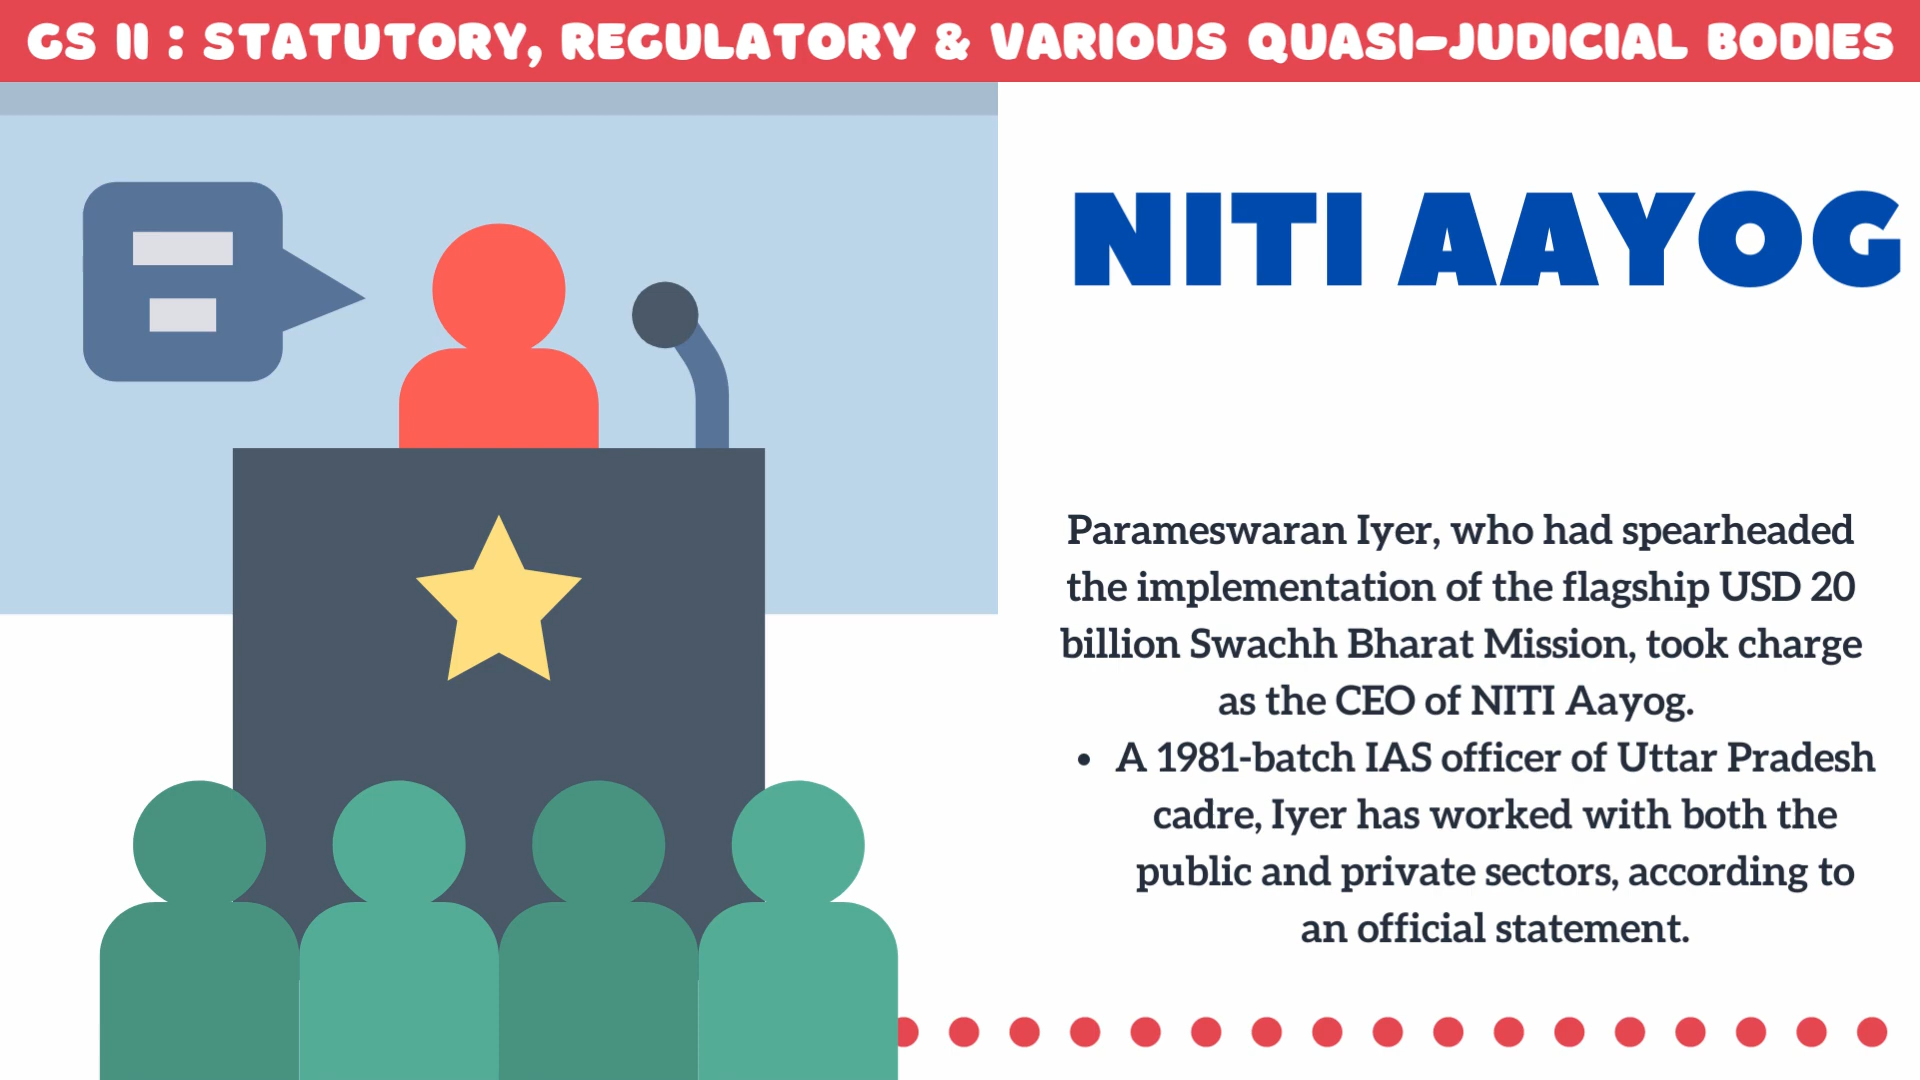 GS II : STATUTORY, REGULATORY & VARIOUS QUASI-JUDICIAL BODIES
NITI AAYOG
Parameswaran Iyer, who had spearheaded
the implementation of the flagship USD 20
billion Swachh Bharat Mission, took charge
as the CEO of NITI Aayog.
• A 1981-batch IAS officer of Uttar Pradesh
cadre, Iyer has worked with both the
public and private sectors, according to
an official statement.